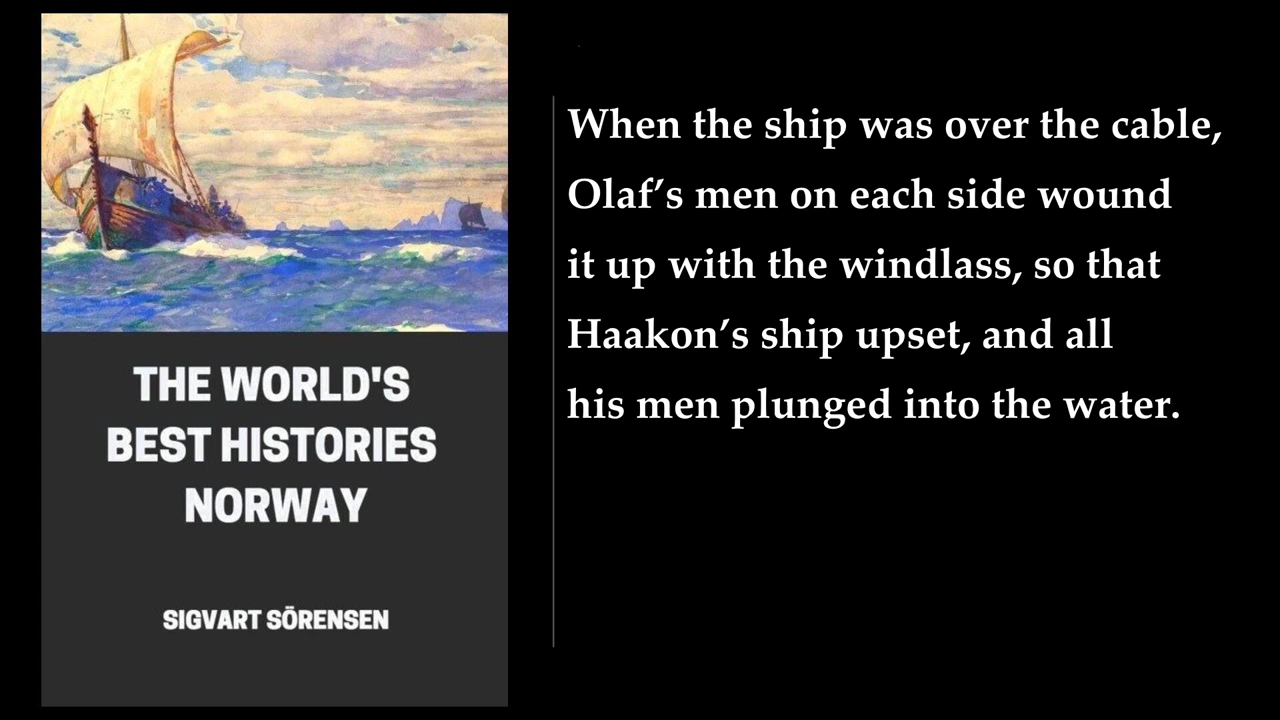 THE WORLD'S
BEST HISTORIES
NORWAY
SIGVART SÖRENSEN
When the ship was over the cable,
Olaf’s men on each side wound
it up with the windlass, so that
Haakon’s ship upset, and all
his men plunged into the water.